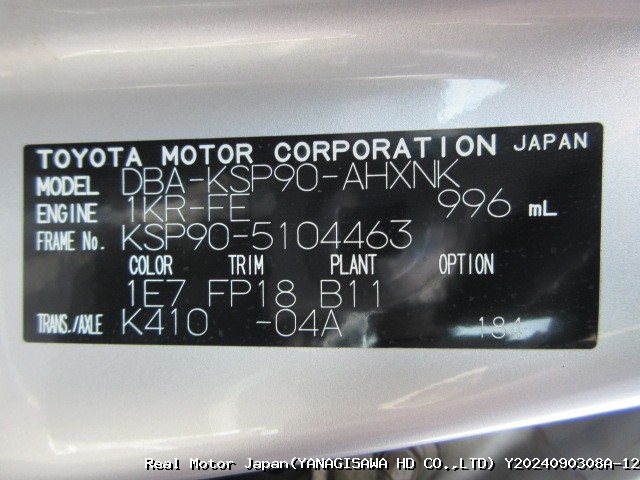 TOYOTA MOTOR CORPORATION JAPAN
MODEL DBA-KSP90-AHXNK
ENGINE 1KR-FE 996 mL
FRAME No. KSP90-5104463
COLOR TRIM PLANT OPTION
1E7 FP18 B11
TRANS./AXLE K410 -04A 184
Real Motor Japan(YANAGISAWA HD CO.,LTD) Y2024090308A-12